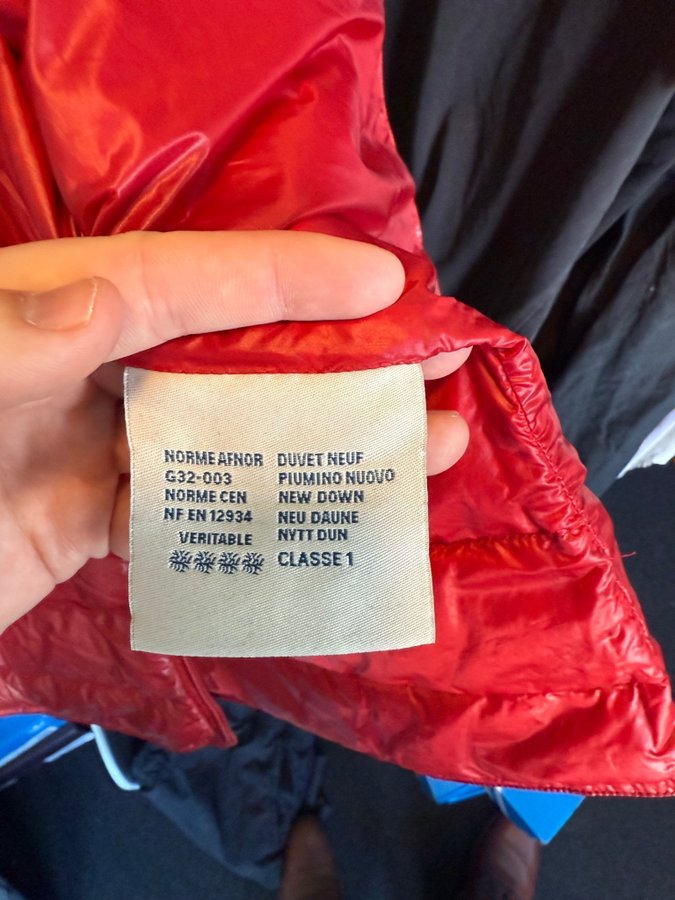 NORME AFNOR
G32-003
NORME CEN
NF EN 12934
VERITABLE
DUVET NEUF
PIUMINO NUOVO
NEW DOWN
NEU DAUNE
NYTT DUN
CLASSE 1